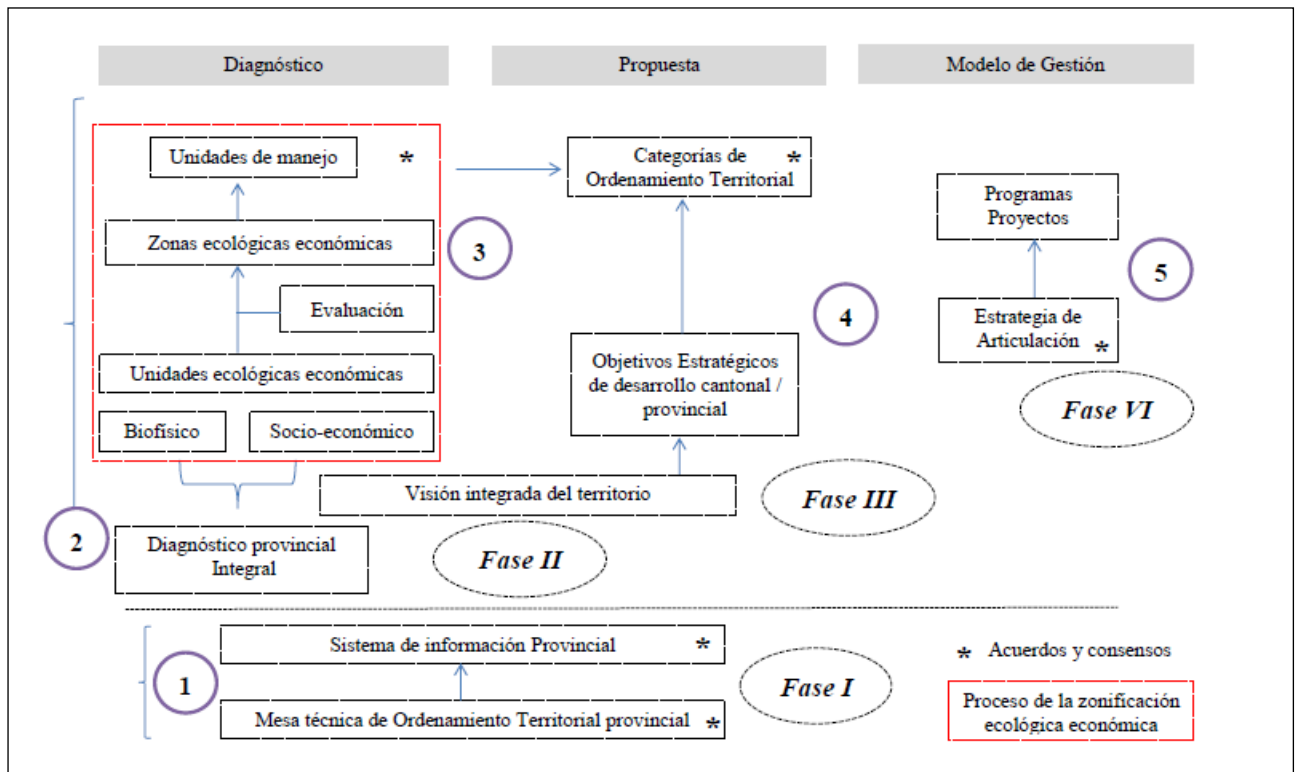 Diagnóstico
Propuesta
Modelo de Gestión
Unidades de manejo *
Zonas ecológicas económicas
Evaluación
Unidades ecológicas económicas
Biofísico
Socio-económico
3
Categorías de *
Ordenamiento Territorial
Objetivos Estratégicos
de desarrollo cantonal /
provincial
4
Programas
Proyectos
5
Estrategia de
Articulación *
Fase VI
Visión integrada del territorio
Fase III
2
Diagnóstico provincial
Integral
Fase II
1
Sistema de información Provincial *
Mesa técnica de Ordenamiento Territorial provincial *
Fase I
* Acuerdos y consensos
Proceso de la zonificación
ecológica económica